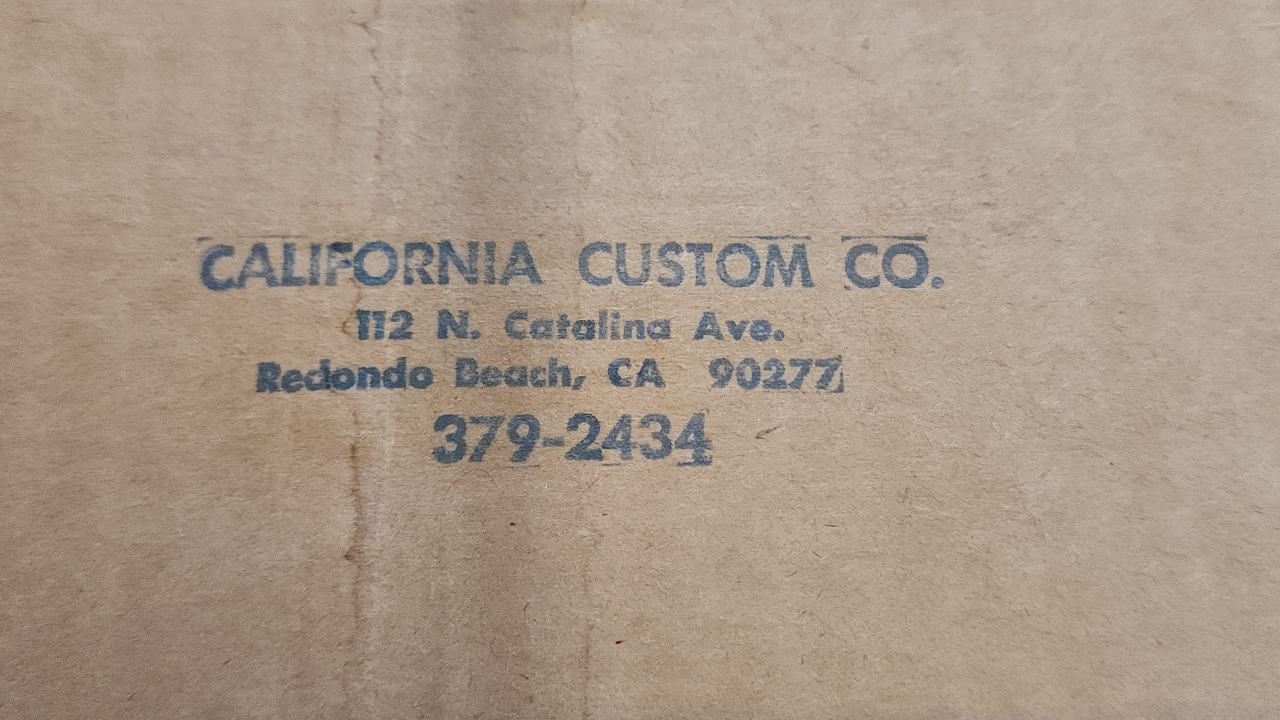 CALIFORNIA CUSTOM CO.
112 N. Catalina Ave.
Redondo Beach, CA 90277
379-2434